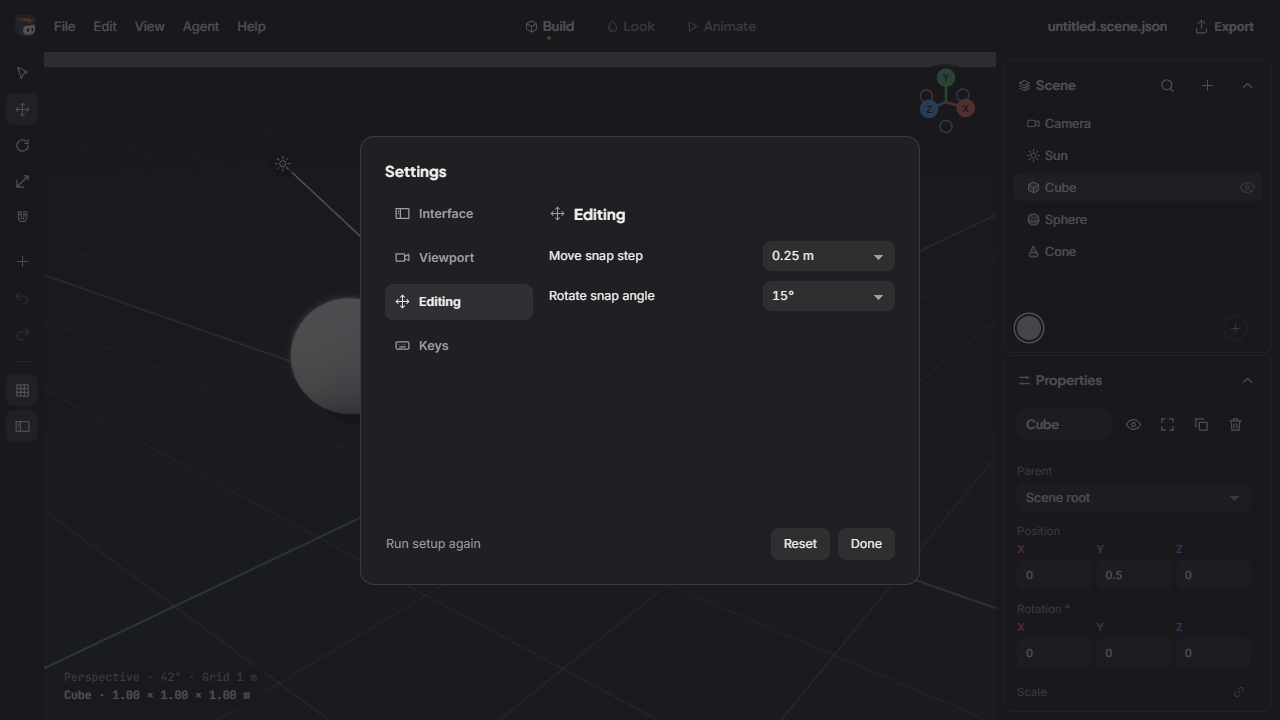 File Edit View Agent Help
Build Look Animate
untitled.scene.json Export
Y
Z X
Scene
Camera
Sun
Cube
Sphere
Cone
Settings
Interface
Viewport
Editing
Keys
Editing
Move snap step 0.25 m
Rotate snap angle 15°
Run setup again Reset Done
Properties
Cube
Parent
Scene root
Position
X Y Z
0 0.5 0
Rotation *
X Y Z
0 0 0
Scale
Perspective · 42° · Grid 1 m
Cube · 1.00 × 1.00 × 1.00 m